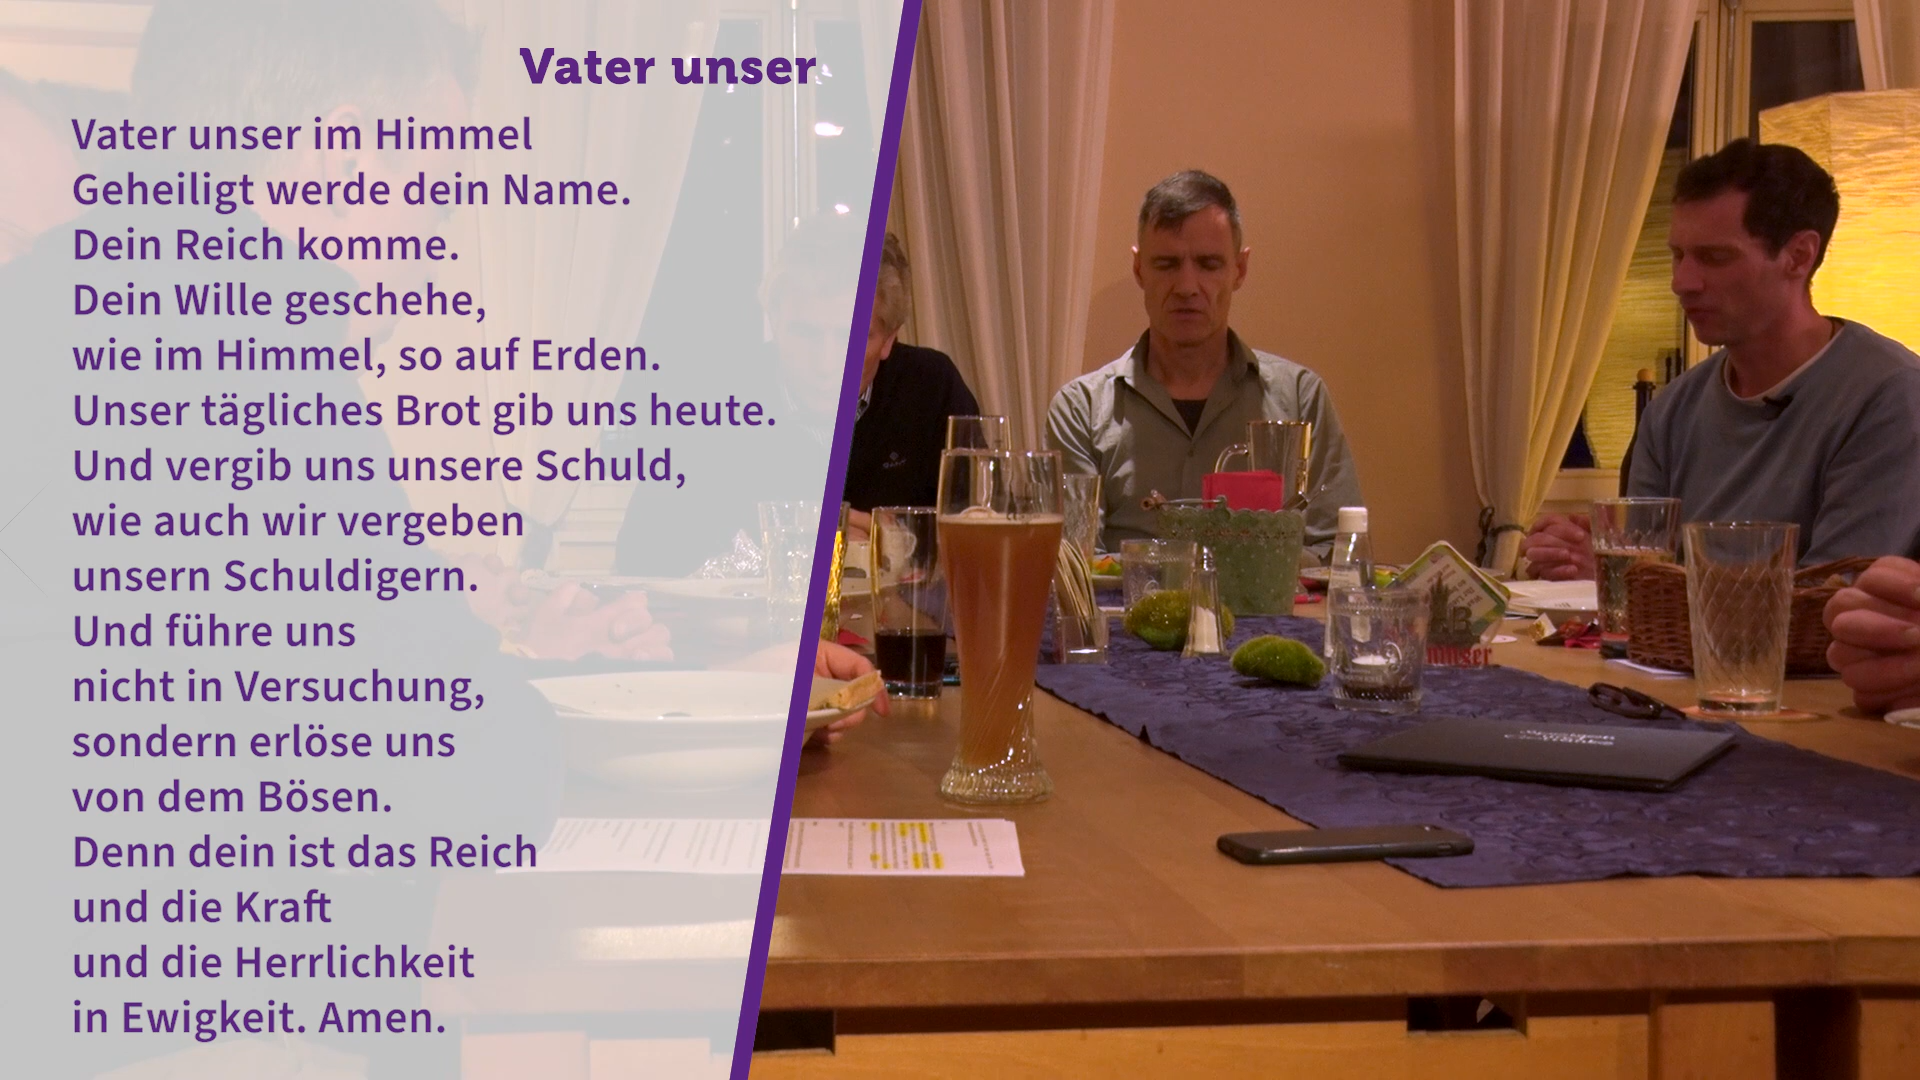 Vater unser
Vater unser im Himmel
Geheiligt werde dein Name.
Dein Reich komme.
Dein Wille geschehe,
wie im Himmel, so auf Erden.
Unser tägliches Brot gib uns heute.
Und vergib uns unsere Schuld,
wie auch wir vergeben
unsern Schuldigern.
Und führe uns
nicht in Versuchung,
sondern erlöse uns
von dem Bösen.
Denn dein ist das Reich
und die Kraft
und die Herrlichkeit
in Ewigkeit. Amen.